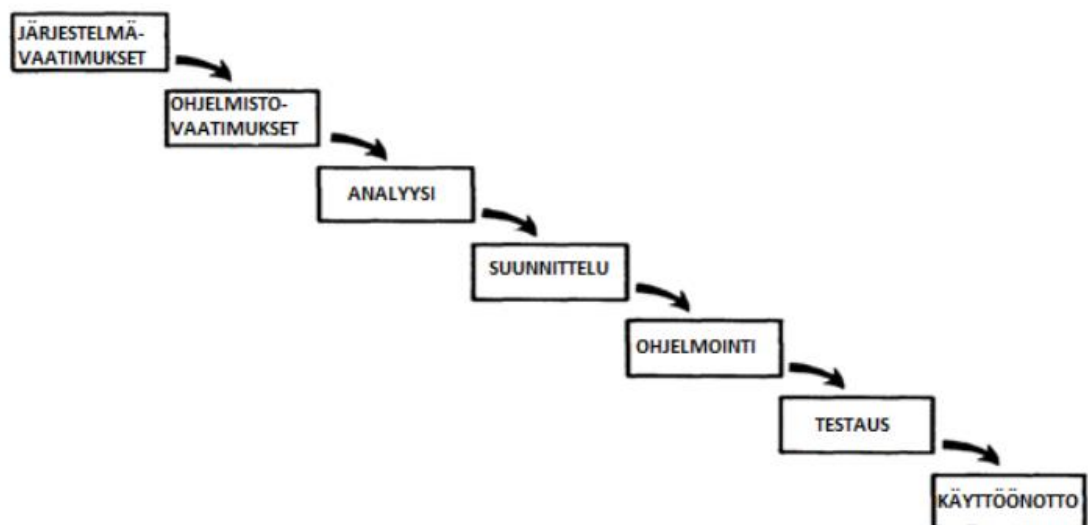 JÄRJESTELMÄ-
VAATIMUKSET
OHJELMISTO-
VAATIMUKSET
ANALYYSI
SUUNNITTELU
OHJELMOINTI
TESTAUS
KÄYTTÖÖNOTTO